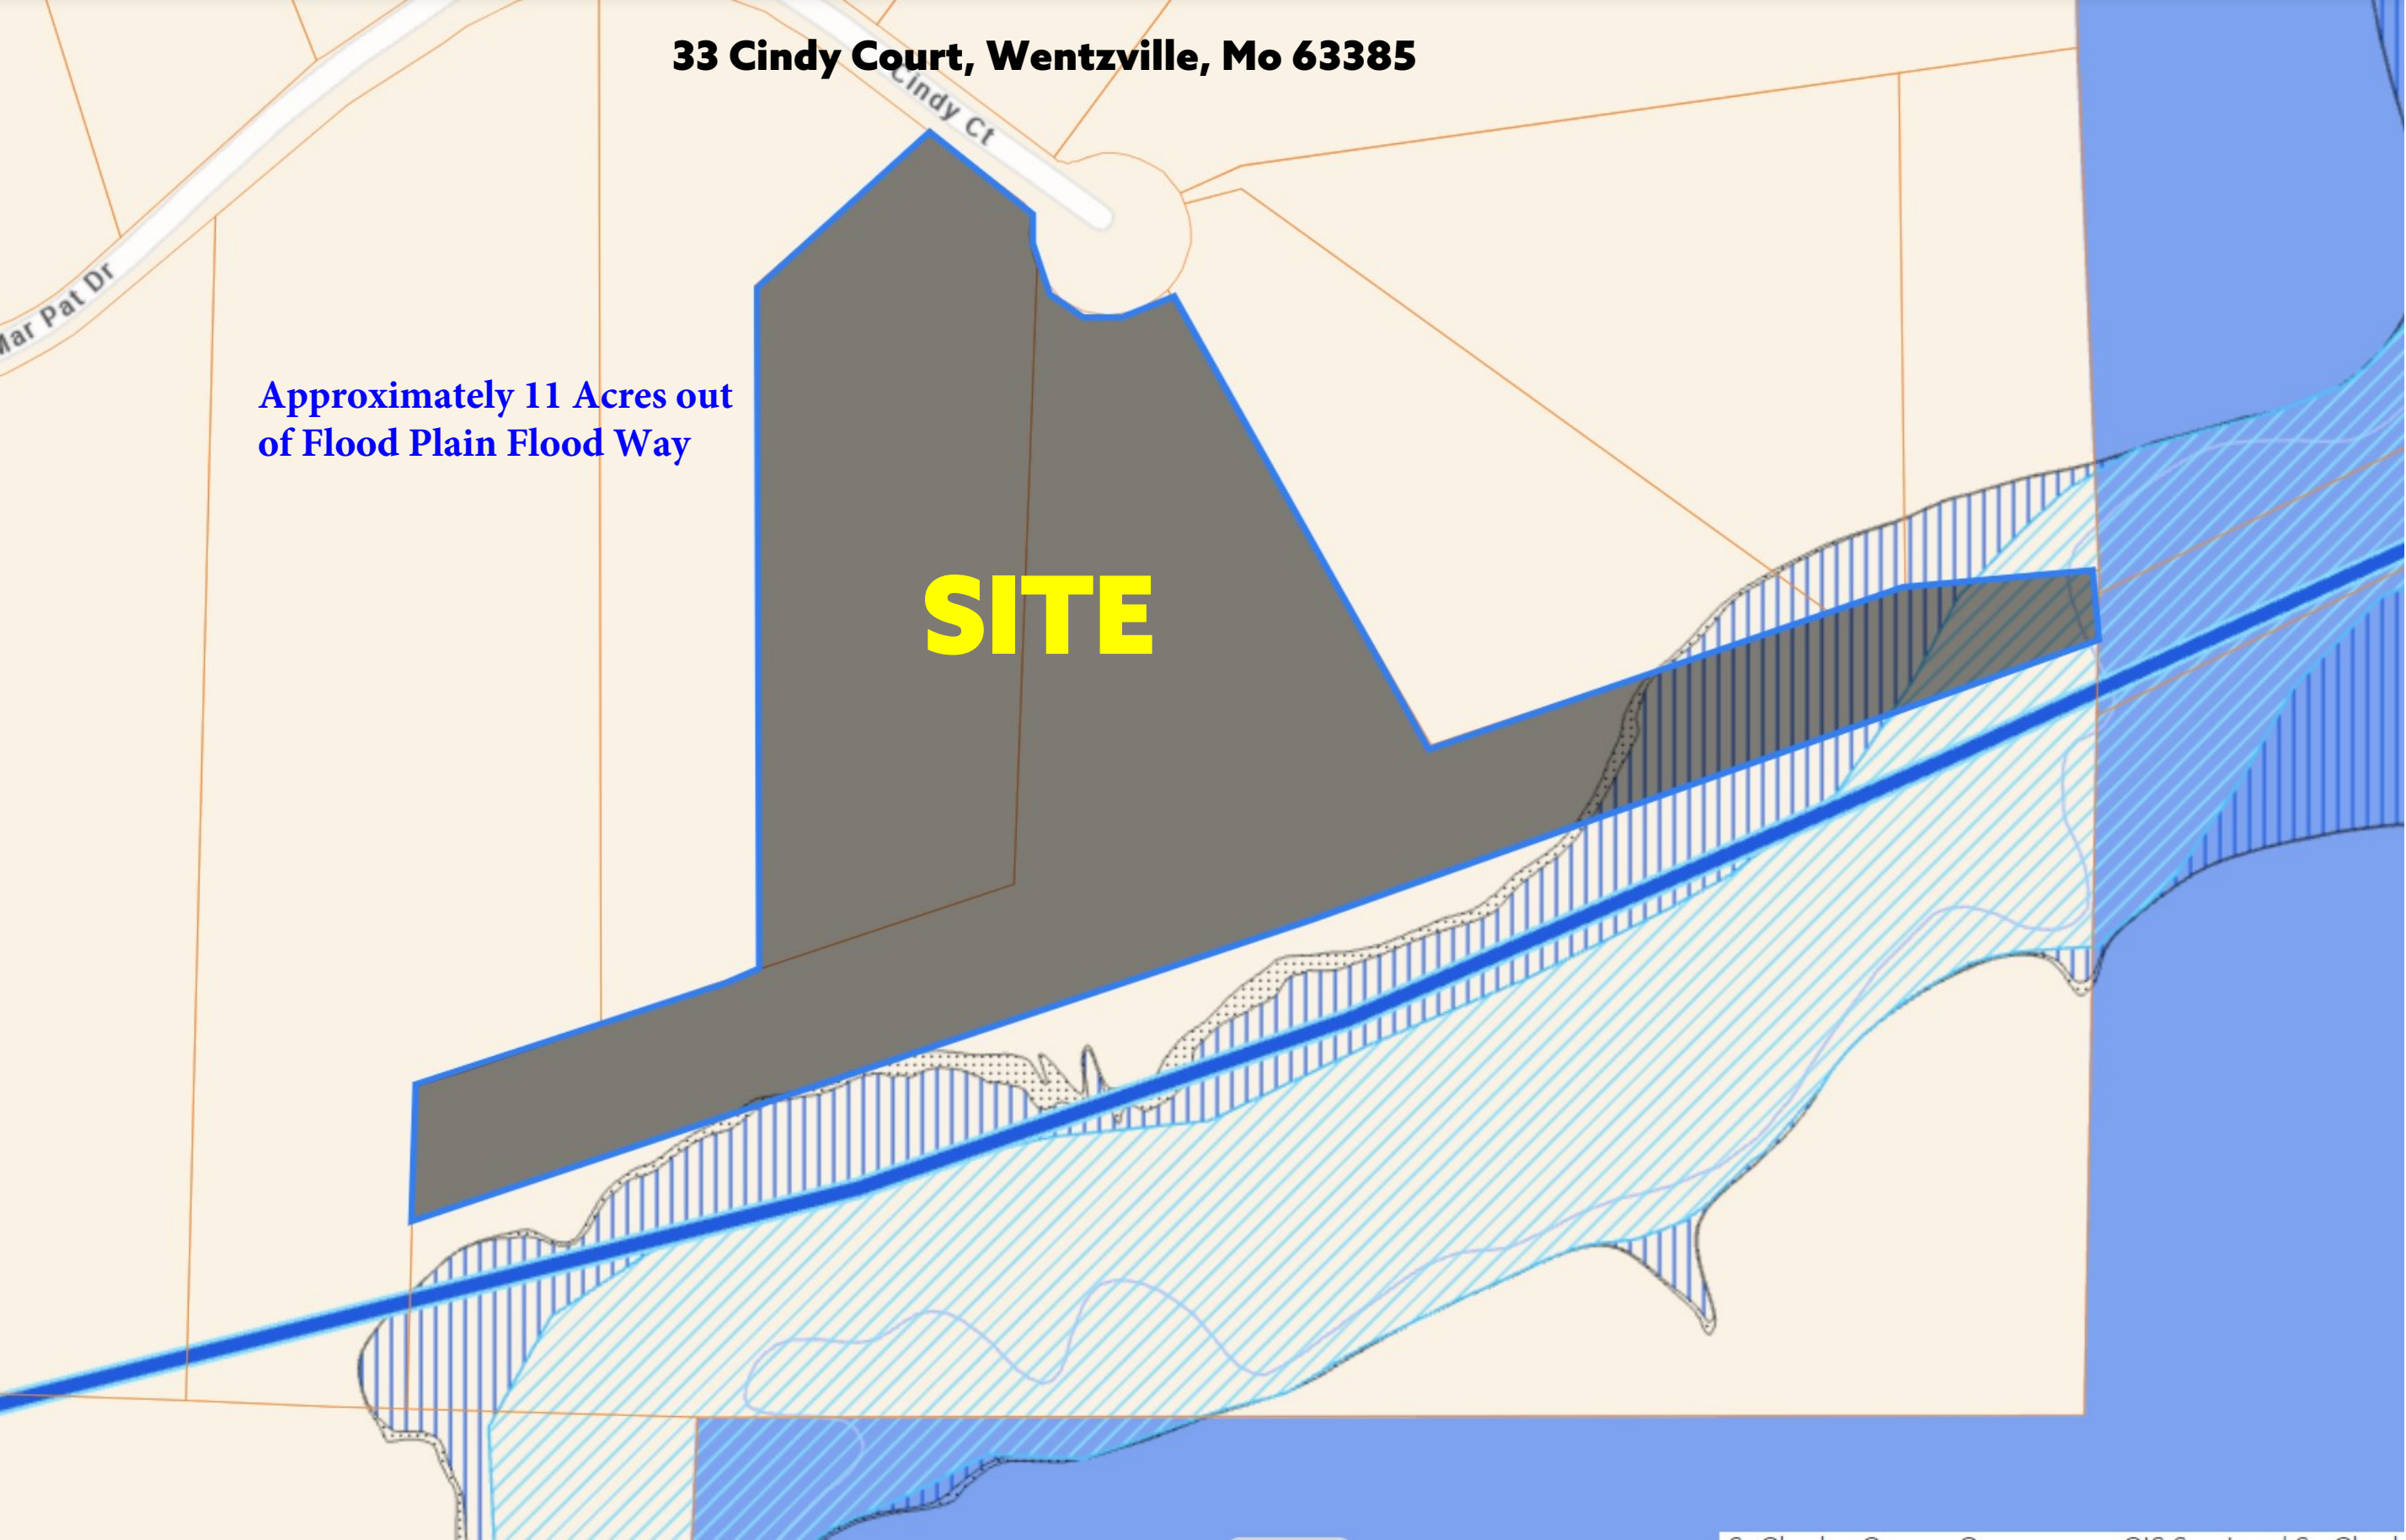 33 Cindy Court, Wentzville, Mo 63385
Cindy Ct
Mar Pat Dr
Approximately 11 Acres out
of Flood Plain Flood Way
SITE